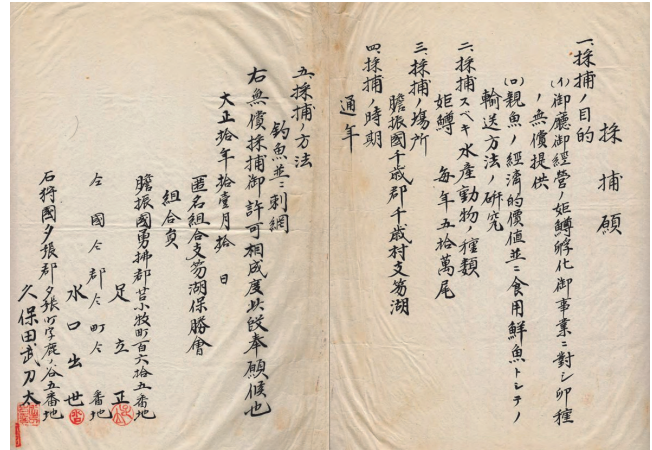 採捕願
一、採捕ノ目的
(イ)御廳御経營ノ姫鱒孵化御事業ニ對シ卵種
ノ無償提供
(ロ)親魚ノ経済的價値並ニ食用鮮魚トシテノ
輸送方法ノ研究
二、採捕スベキ水産動物ノ種類
姫鱒 毎年五拾萬尾
三、採捕ノ場所
膽振國千歳郡千歳村支笏湖
四、採捕ノ時期
通年
五、採捕ノ方法
釣魚並ニ刺網
右無償採捕御許可相成度此段奉願候也
大正拾年拾壹月拾 日
匿名組合支笏湖保勝會
組合員
膽振國勇拂郡苫小牧町百六拾五番地
足立正
仝國仝郡仝町仝 番地
水口出世
石狩國夕張郡夕張町字鹿ノ谷五番地
久保田武刀太